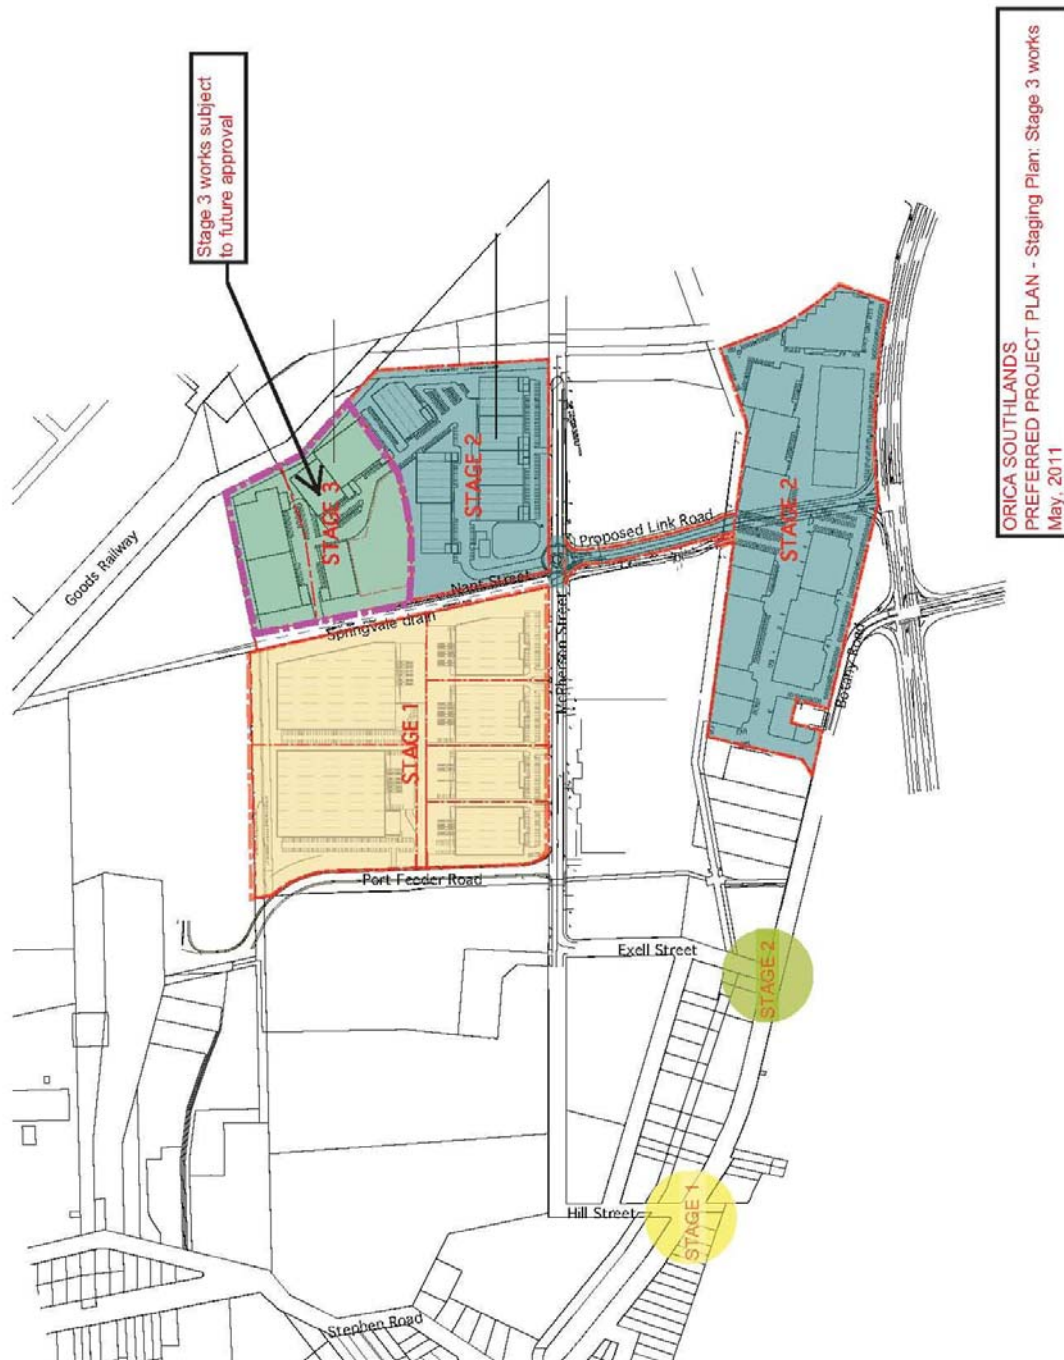 Stage 3 works subject
to future approval
Goods Railway
STAGE 3
STAGE 2
Nant Street
Springvale drain
Proposed Link Road
McPherson Street
STAGE 1
STAGE 2
Botany Road
Port Feeder Road
Exell Street
STAGE 2
Hill Street
STAGE 1
Stephen Road
ORICA SOUTHLANDS
PREFERRED PROJECT PLAN - Staging Plan: Stage 3 works
May, 2011